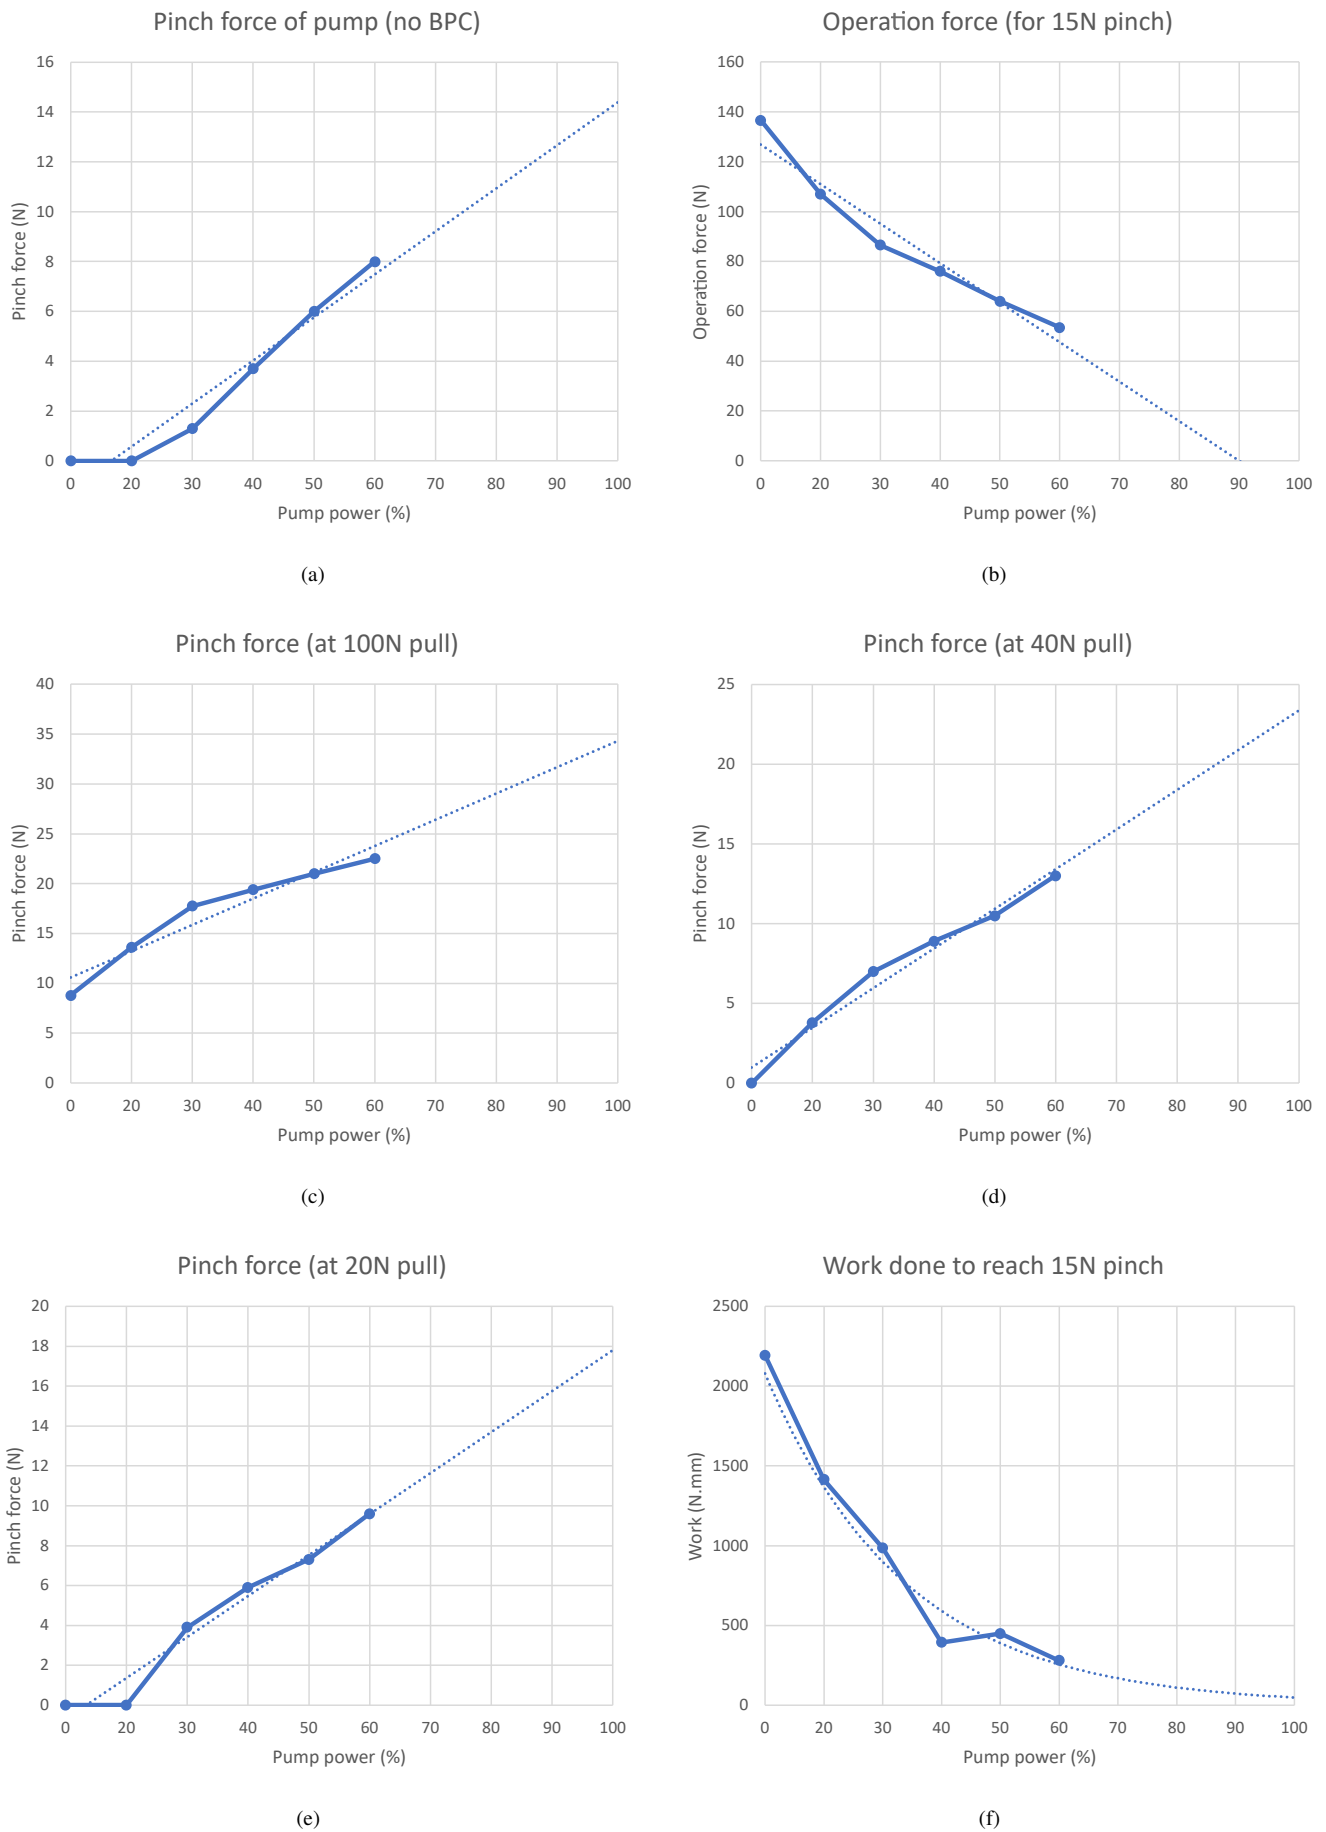 Pinch force of pump (no BPC)
16
14
12
10
8
6
4
2
0
Pinch force (N)
0 20 30 40 50 60 70 80 90 100
Pump power (%)
(a)
Operation force (for 15N pinch)
160
140
120
100
80
60
40
20
0
Operation force (N)
0 20 30 40 50 60 70 80 90 100
Pump power (%)
(b)
Pinch force (at 100N pull)
40
35
30
25
20
15
10
5
0
Pinch force (N)
0 20 30 40 50 60 70 80 90 100
Pump power (%)
(c)
Pinch force (at 40N pull)
25
20
15
10
5
0
Pinch force (N)
0 20 30 40 50 60 70 80 90 100
Pump power (%)
(d)
Pinch force (at 20N pull)
20
18
16
14
12
10
8
6
4
2
0
Pinch force (N)
0 20 30 40 50 60 70 80 90 100
Pump power (%)
(e)
Work done to reach 15N pinch
2500
2000
1500
1000
500
0
Work (N.mm)
0 20 30 40 50 60 70 80 90 100
Pump power (%)
(f)